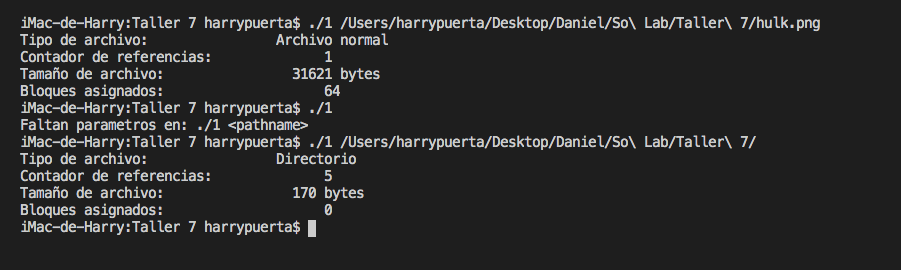 iMac-de-Harry:Taller 7 harrypuerta$ ./1 /Users/harrypuerta/Desktop/Daniel/So\ Lab/Taller\ 7/hulk.png
Tipo de archivo: Archivo normal
Contador de referencias: 1
Tamaño de archivo: 31621 bytes
Bloques asignados: 64
iMac-de-Harry:Taller 7 harrypuerta$ ./1
Faltan parametros en: ./1 <pathname>
iMac-de-Harry:Taller 7 harrypuerta$ ./1 /Users/harrypuerta/Desktop/Daniel/So\ Lab/Taller\ 7/
Tipo de archivo: Directorio
Contador de referencias: 5
Tamaño de archivo: 170 bytes
Bloques asignados: 0
iMac-de-Harry:Taller 7 harrypuerta$